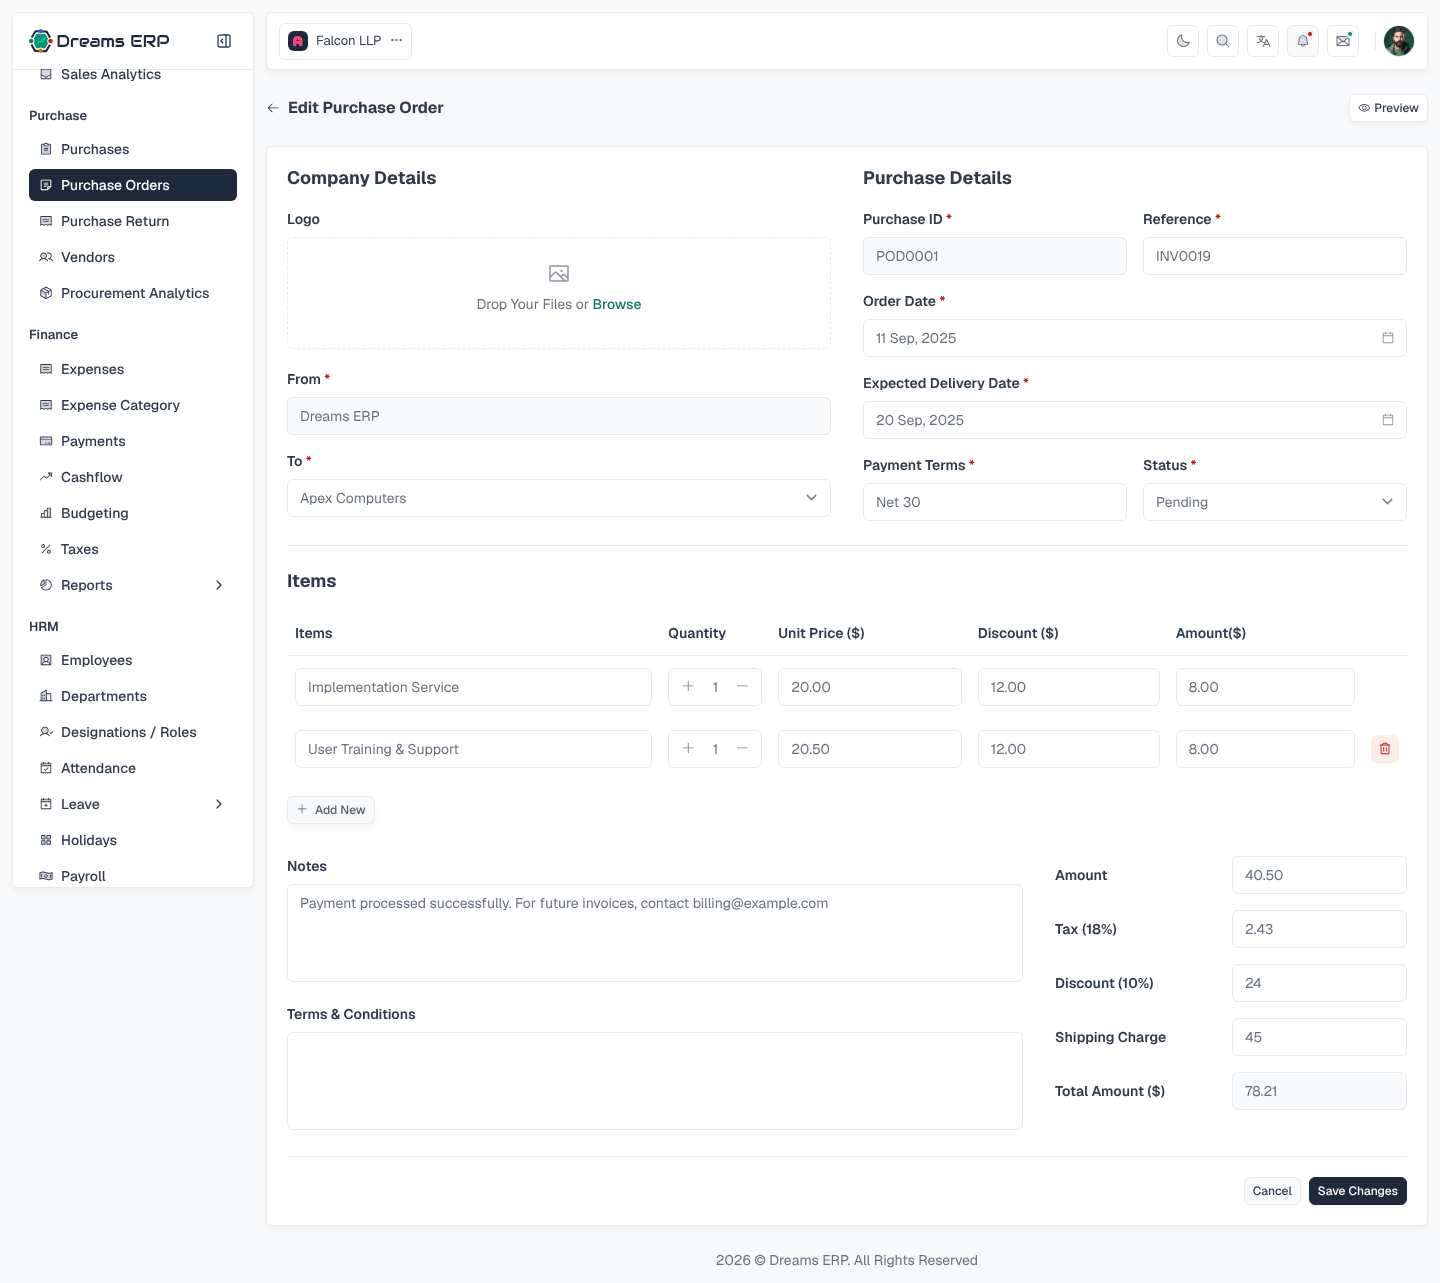 Dreams ERP
Sales Analytics
Purchase
Purchases
Purchase Orders
Purchase Return
Vendors
Procurement Analytics
Finance
Expenses
Expense Category
Payments
Cashflow
Budgeting
Taxes
Reports
HRM
Employees
Departments
Designations / Roles
Attendance
Leave
Holidays
Payroll
Falcon LLP ···
Edit Purchase Order
Preview
Company Details
Logo
Drop Your Files or Browse
From *
Dreams ERP
To *
Apex Computers
Purchase Details
Purchase ID * Reference *
POD0001 INV0019
Order Date *
11 Sep, 2025
Expected Delivery Date *
20 Sep, 2025
Payment Terms * Status *
Net 30 Pending
Items
Items Quantity Unit Price ($) Discount ($) Amount($)
Implementation Service + 1 − 20.00 12.00 8.00
User Training & Support + 1 − 20.50 12.00 8.00
+ Add New
Notes
Payment processed successfully. For future invoices, contact billing@example.com
Terms & Conditions
Amount 40.50
Tax (18%) 2.43
Discount (10%) 24
Shipping Charge 45
Total Amount ($) 78.21
Cancel Save Changes
2026 © Dreams ERP. All Rights Reserved